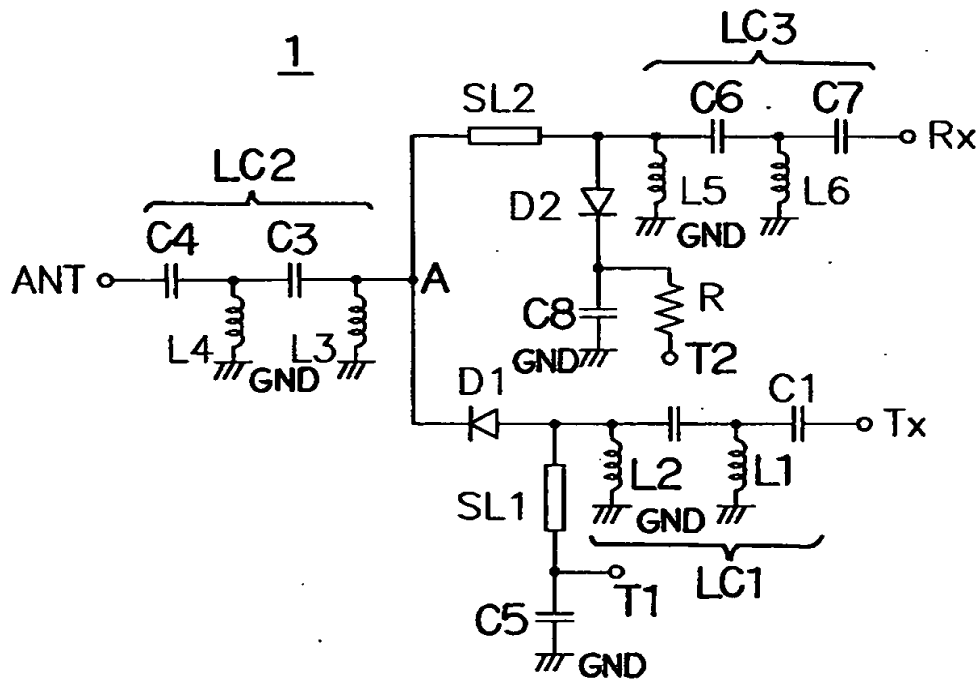 1
LC3
SL2
C6
C7
Rx
LC2
D2
L5
L6
GND
C4
C3
ANT
A
C8
R
L4
L3
GND
GND
T2
D1
C1
Tx
SL1
L2
L1
GND
LC1
T1
C5
GND